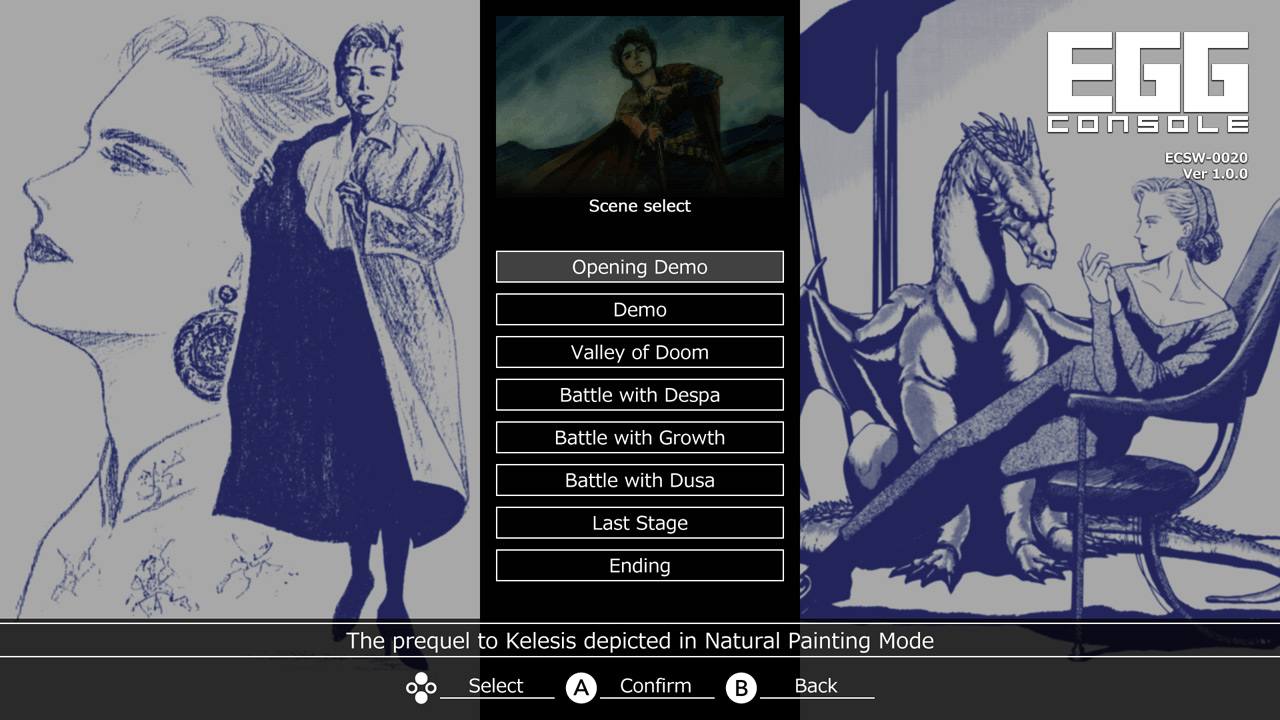 EGG
CONSOLE
ECSW-0020
Ver 1.0.0
Scene select
Opening Demo
Demo
Valley of Doom
Battle with Despa
Battle with Growth
Battle with Dusa
Last Stage
Ending
The prequel to Kelesis depicted in Natural Painting Mode
Select A Confirm B Back